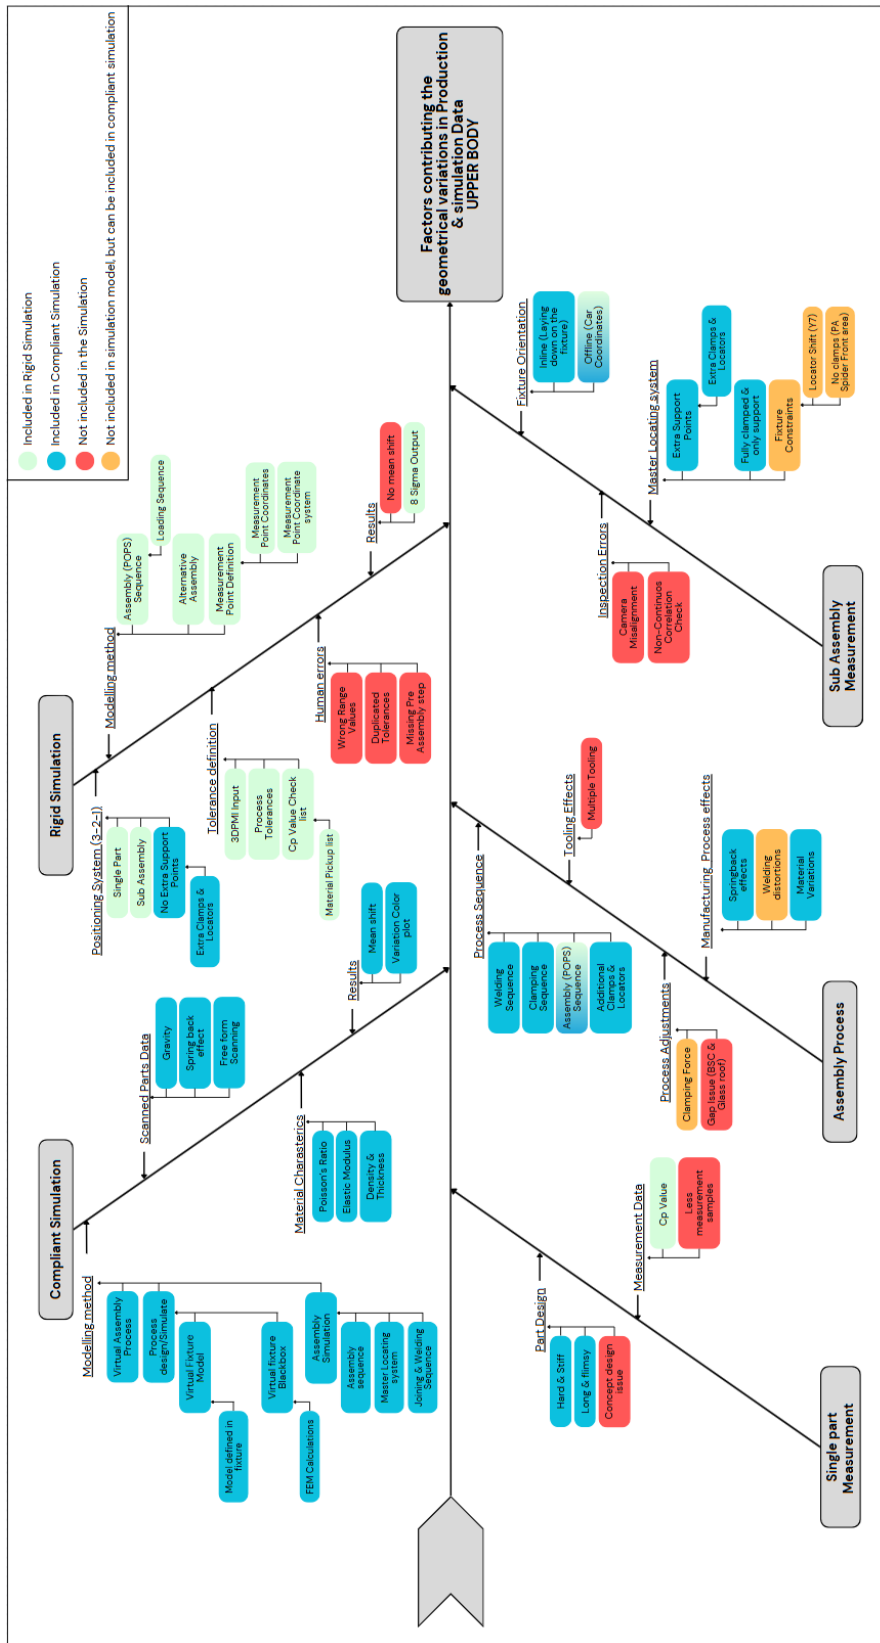 Included in Rigid Simulation
Included in Compliant Simulation
Not included in the Simulation
Not included in simulation model, but can be included in compliant simulation
Compliant Simulation
Modelling method
Virtual Assembly
Process
Process
design/Simulate
Virtual Fixture
Model
Model defined in
fixture
Virtual fixture
Blackbox
FEM Calculations
Assembly
Simulation
Assembly
sequence
Master Locating
system
Joining & Welding
Sequence
Scanned Parts Data
Gravity
Spring back
effect
Free form
Scanning
Material Charasterics
Poisson's Ratio
Elastic Modulus
Density &
Thickness
Results
Mean shift
Variation Color
plot
Rigid Simulation
Positioning System (3-2-1)
Single Part
Sub Assembly
No Extra Support
Points
Extra Clamps &
Locators
Modelling method
Assembly (POPS)
Sequence
Loading Sequence
Alternative
Assembly
Measurement
Point Definition
Measurement
Point Coordinates
Measurement
Point Coordinate
system
Tolerance definition
3DPMI Input
Process
Tolerances
Cp Value Check
list
Material Pickup list
Human errors
Wrong Range
Values
Duplicated
Tolerances
Missing Pre
Assembly step
Results
No mean shift
8 Sigma Output
Factors contributing the
geometrical variations in Production
& simulation Data
UPPER BODY
Single part
Measurement
Part Design
Hard & Stiff
Long & flimsy
Concept design
issue
Measurement Data
Cp Value
Less
measurement
samples
Assembly Process
Process Sequence
Welding
Sequence
Clamping
Sequence
Assembly (POPS)
Sequence
Additional
Clamps &
Locators
Tooling Effects
Multiple Tooling
Process Adjustments
Clamping Force
Gap Issue (BSC &
Glass roof)
Manufacturing Process effects
Springback
effects
Welding
distortions
Material
Variations
Sub Assembly
Measurement
Fixture Orientation
Inline (Laying
down on the
fixture)
Offline (Car
Coordinates)
Inspection Errors
Camera
Misalignment
Non-Continuos
Correlation
Check
Master Locating system
Extra Support
Points
Extra Clamps &
Locators
Fully clamped &
only support
Fixture
Constraints
Locator Shift (Y7)
No clamps (PA
Spider Front area)